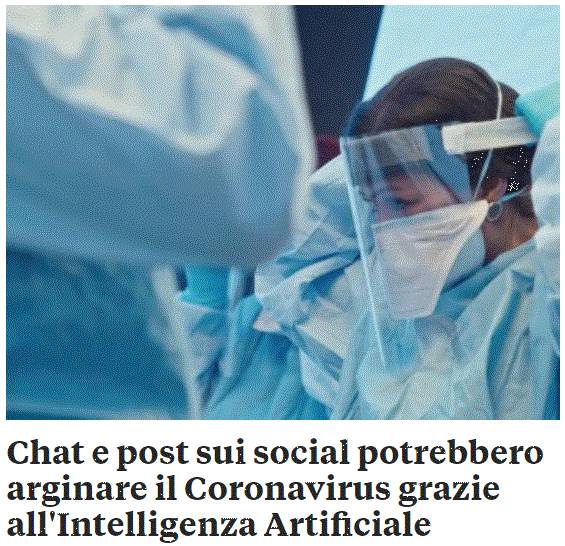 Chat e post sui social potrebbero
arginare il Coronavirus grazie
all'Intelligenza Artificiale